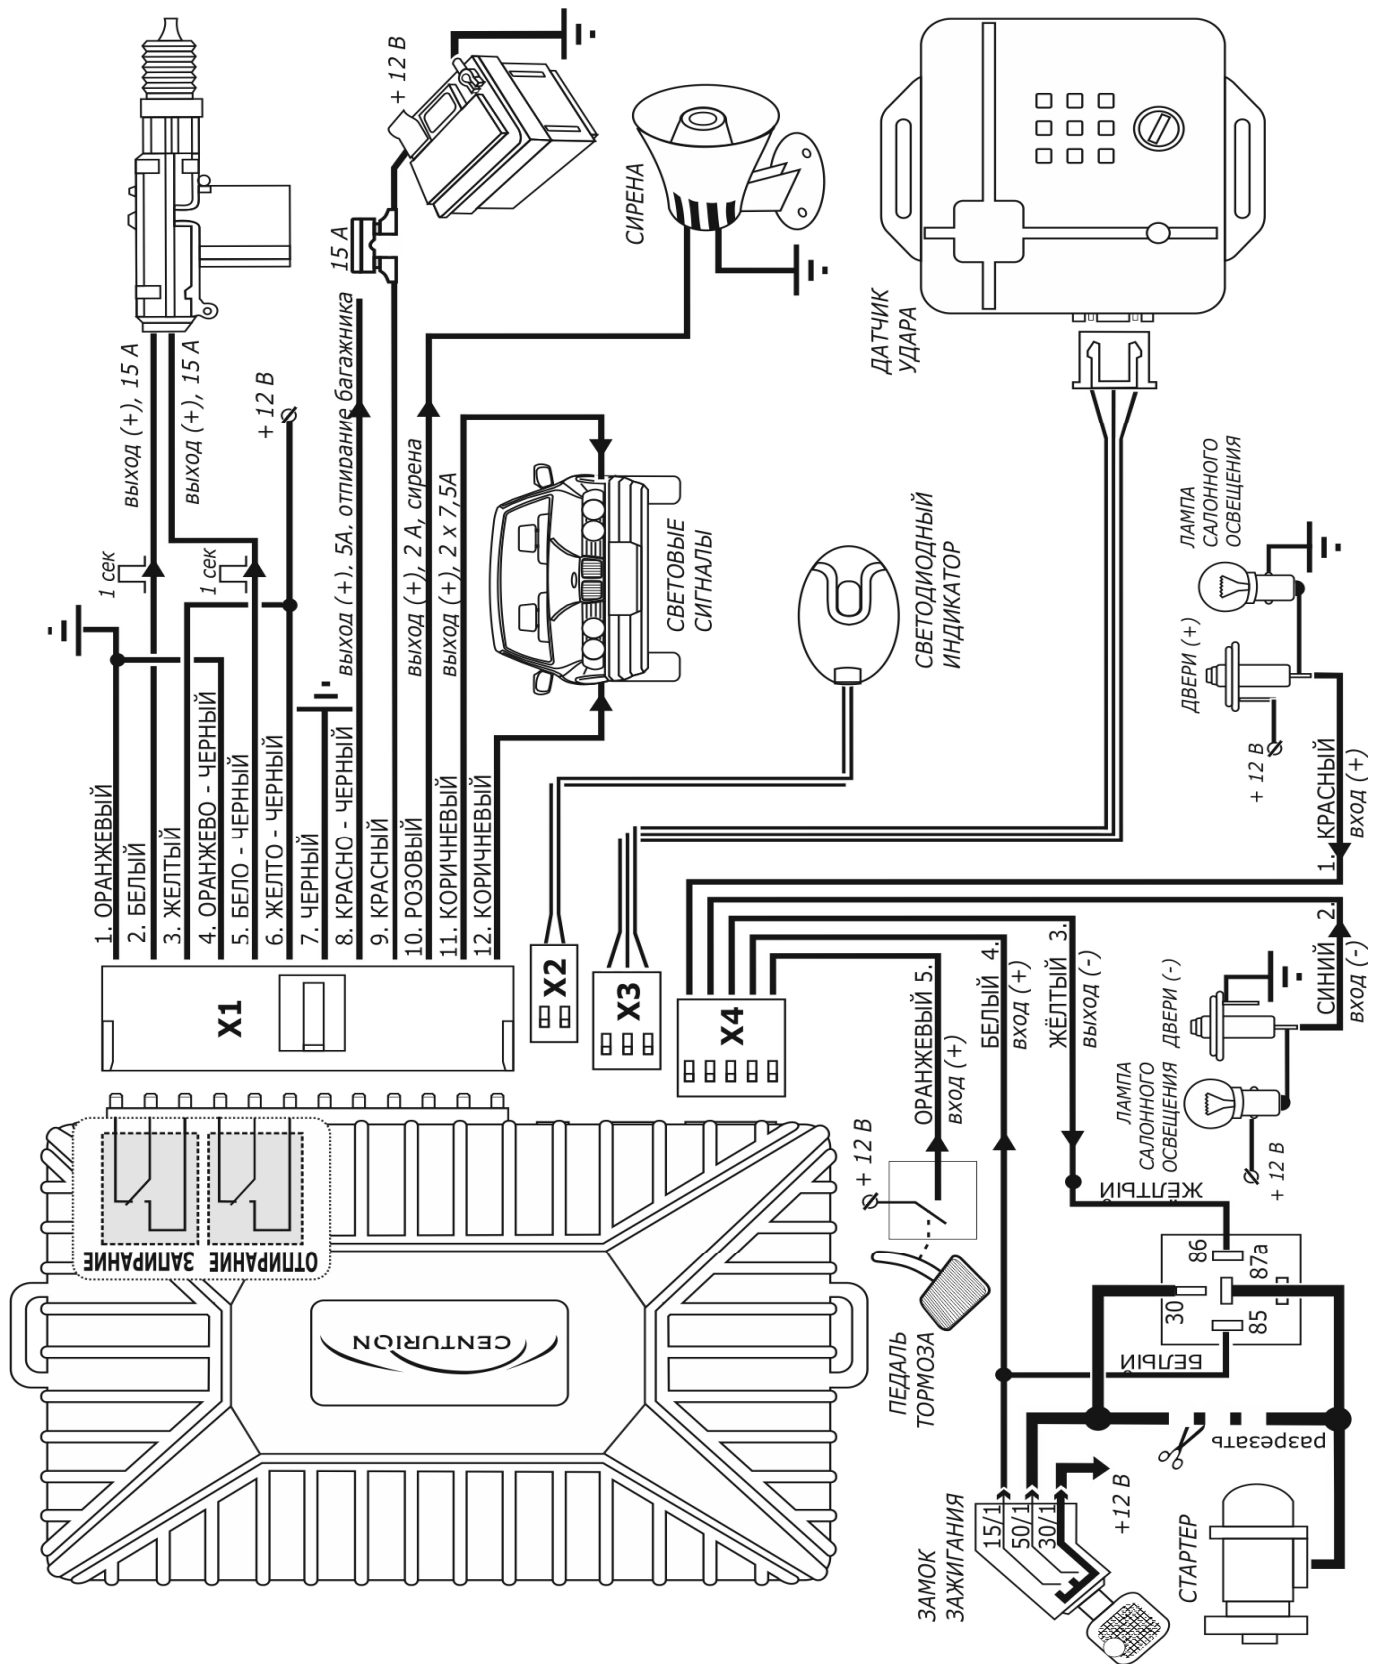 1. ОРАНЖЕВЫЙ
2. БЕЛЫЙ
3. ЖЕЛТЫЙ
4. ОРАНЖЕВО - ЧЕРНЫЙ
5. БЕЛО - ЧЕРНЫЙ
6. ЖЕЛТО - ЧЕРНЫЙ
7. ЧЕРНЫЙ
8. КРАСНО - ЧЕРНЫЙ
9. КРАСНЫЙ
10. РОЗОВЫЙ
11. КОРИЧНЕВЫЙ
12. КОРИЧНЕВЫЙ
1 сек
1 сек
выход (+), 15 А
выход (+), 15 А
+ 12 В
выход (+), 5А, отпирание багажника
выход (+), 2 А, сирена
выход (+), 2 х 7,5А
15 А
+ 12 В
СИРЕНА
ДАТЧИК
УДАРА
СВЕТОВЫЕ
СИГНАЛЫ
СВЕТОДИОДНЫЙ
ИНДИКАТОР
X1
X2
X3
X4
ЗАПИРАНИЕ
ОТПИРАНИЕ
CENTURION
ЛАМПА
САЛОННОГО
ОСВЕЩЕНИЯ
ДВЕРИ (+)
+ 12 В
1. КРАСНЫЙ
вход (+)
СИНИЙ 2.
вход (-)
ЖЁЛТЫЙ 3.
выход (-)
БЕЛЫЙ 4.
вход (+)
ОРАНЖЕВЫЙ 5.
вход (+)
ДВЕРИ (-)
ЛАМПА
САЛОННОГО
ОСВЕЩЕНИЯ
+ 12 В
+ 12 В
ПЕДАЛЬ
ТОРМОЗА
ЖЁЛТЫЙ
БЕЛЫЙ
86
87a
30
85
разрезать
15/1
50/1
30/1
+12 В
ЗАМОК
ЗАЖИГАНИЯ
СТАРТЕР